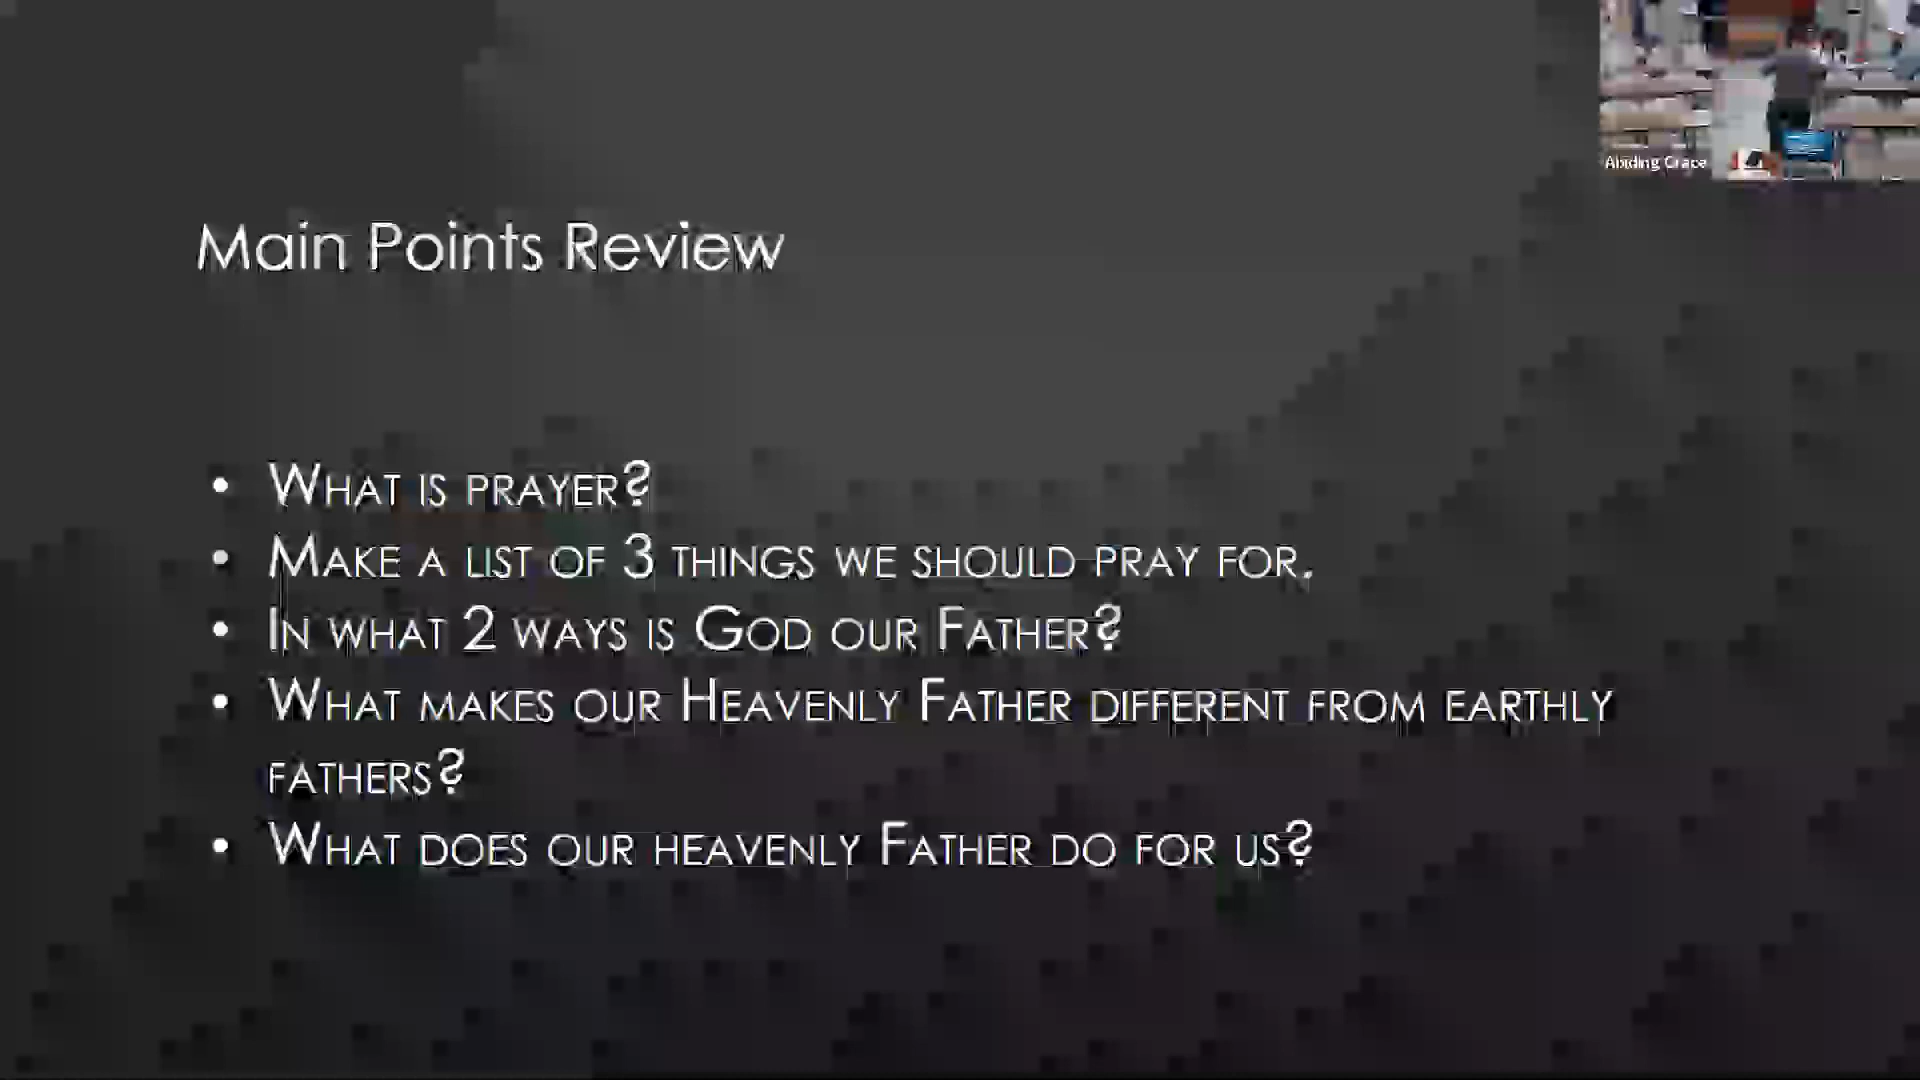 Abiding Grace
Main Points Review
• What is prayer?
• Make a list of 3 things we should pray for.
• In what 2 ways is God our Father?
• What makes our Heavenly Father different from earthly
fathers?
• What does our heavenly Father do for us?